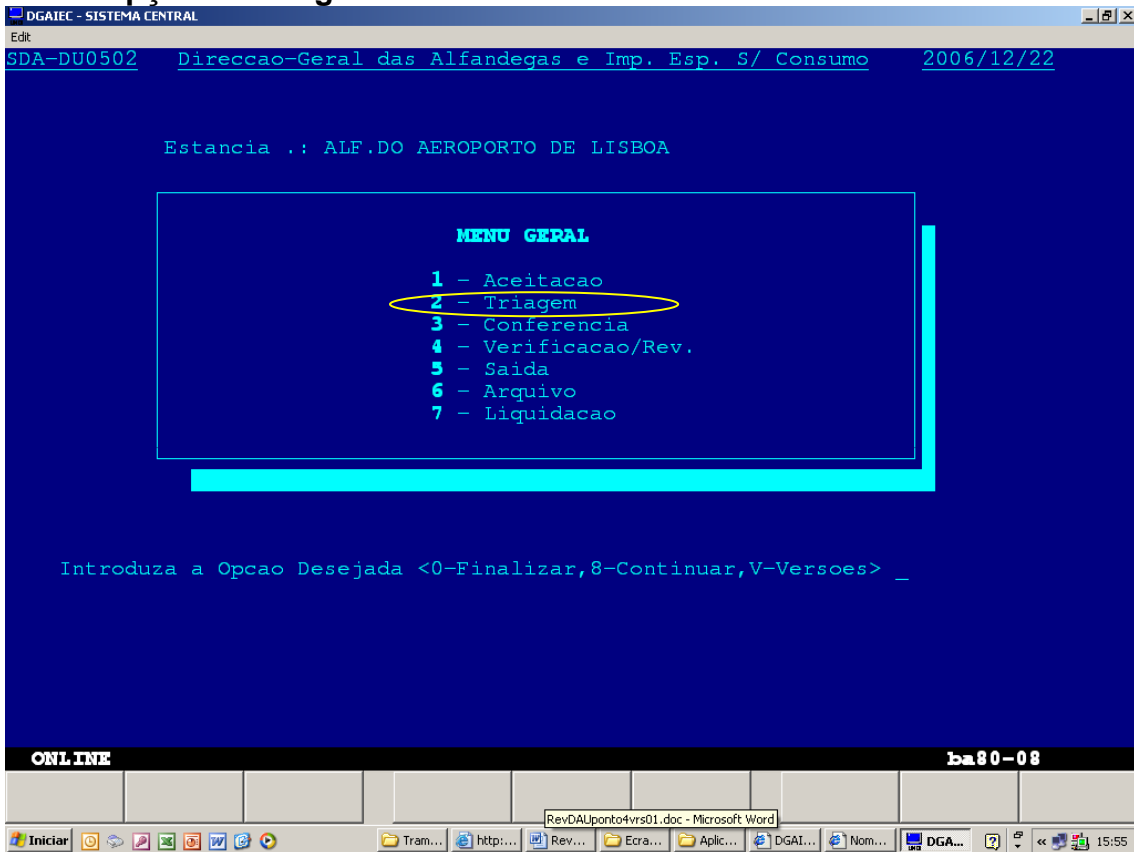 DGAIEC - SISTEMA CENTRAL
Edit
SDA-DU0502 Direccao-Geral das Alfandegas e Imp. Esp. S/ Consumo 2006/12/22
Estancia .: ALF.DO AEROPORTO DE LISBOA
MENU GERAL
1 - Aceitacao
2 - Triagem
3 - Conferencia
4 - Verificacao/Rev.
5 - Saida
6 - Arquivo
7 - Liquidacao
Introduza a Opcao Desejada <0-Finalizar,8-Continuar,V-Versoes> _
ONLINE ba80-08
RevDAUponto4vrs01.doc - Microsoft Word
Iniciar Tram... http:... Rev... Ecra... Aplic... DGAI... Nom... DGA... « 15:55